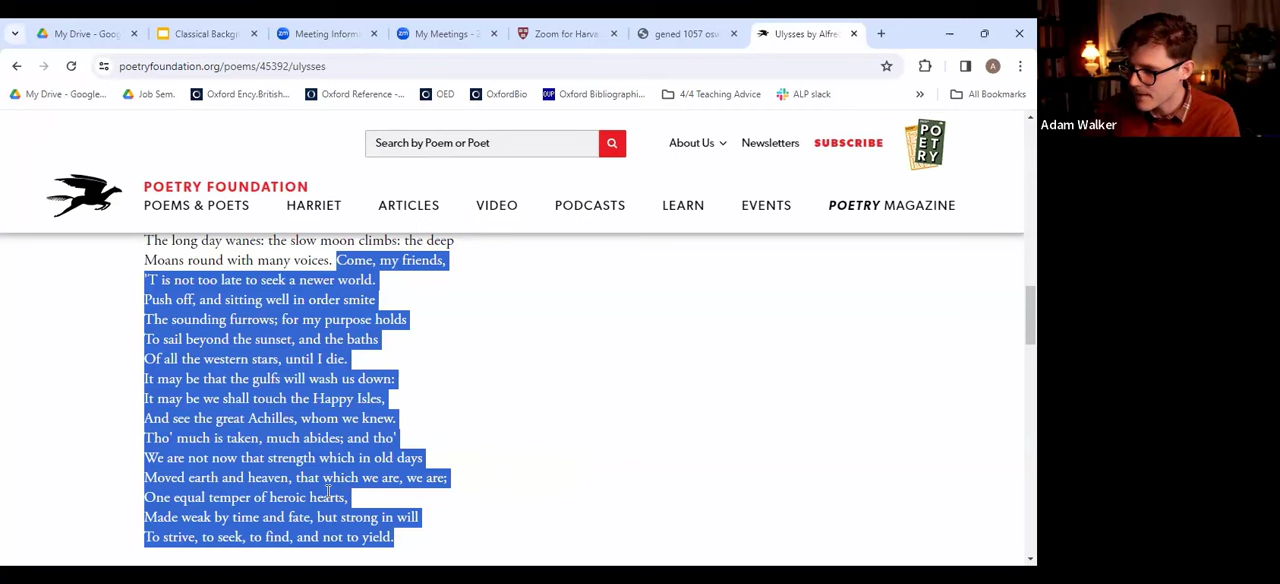 My Drive - Goog
Classical Backg
Meeting Inform
My Meetings - Z
Zoom for Harva
gened 1057 osw
Ulysses by Alfre
poetryfoundation.org/poems/45392/ulysses
My Drive - Google...
Job Sem.
Oxford Ency.British...
Oxford Reference -...
OED
OxfordBio
Oxford Bibliographi...
4/4 Teaching Advice
ALP slack
»
All Bookmarks
Adam Walker
Search by Poem or Poet
About Us
Newsletters
SUBSCRIBE
PO
ET
RY
POETRY FOUNDATION
POEMS & POETS
HARRIET
ARTICLES
VIDEO
PODCASTS
LEARN
EVENTS
POETRY MAGAZINE
The long day wanes: the slow moon climbs: the deep
Moans round with many voices. Come, my friends,
'T is not too late to seek a newer world.
Push off, and sitting well in order smite
The sounding furrows; for my purpose holds
To sail beyond the sunset, and the baths
Of all the western stars, until I die.
It may be that the gulfs will wash us down:
It may be we shall touch the Happy Isles,
And see the great Achilles, whom we knew.
Tho' much is taken, much abides; and tho'
We are not now that strength which in old days
Moved earth and heaven, that which we are, we are;
One equal temper of heroic hearts,
Made weak by time and fate, but strong in will
To strive, to seek, to find, and not to yield.